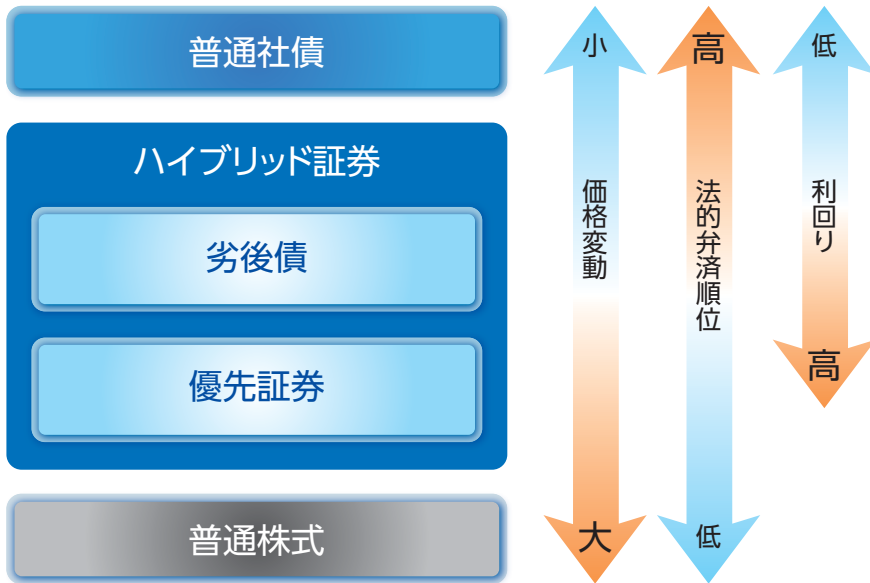 普通社債
ハイブリッド証券
劣後債
優先証券
普通株式
小
価格変動
大
高
法的弁済順位
低
低
利回り
高